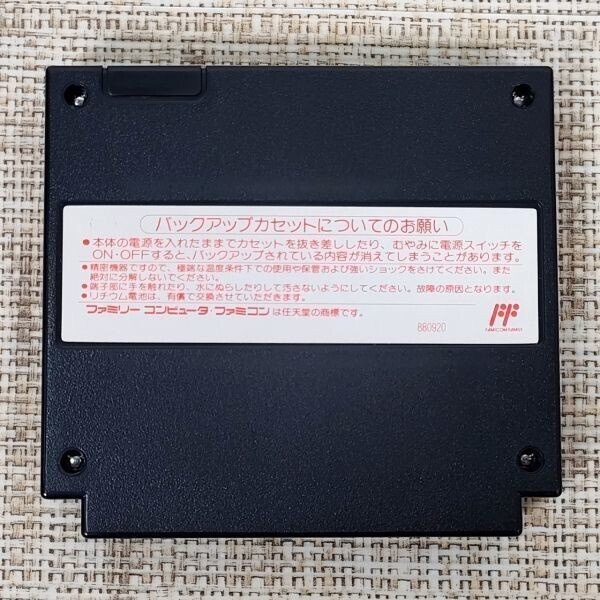 バックアップカセットについてのお願い
●本体の電源を入れたままでカセットを抜き差ししたり、むやみに電源スイッチを
ON・OFFすると、バックアップされている内容が消えてしまうことがあります。
●精密機器ですので、極端な温度条件下での使用や保管および強いショックをさけてください。また
絶対に分解しないでください。
●端子部に手を触れたり、水にぬらしたりして汚さないようにしてください。故障の原因となります。
●リチウム電池は、有償で交換させていただきます。
ファミリー コンピュータ・ファミコンは任天堂の商標です。
880920
FAMICOM FAMILY